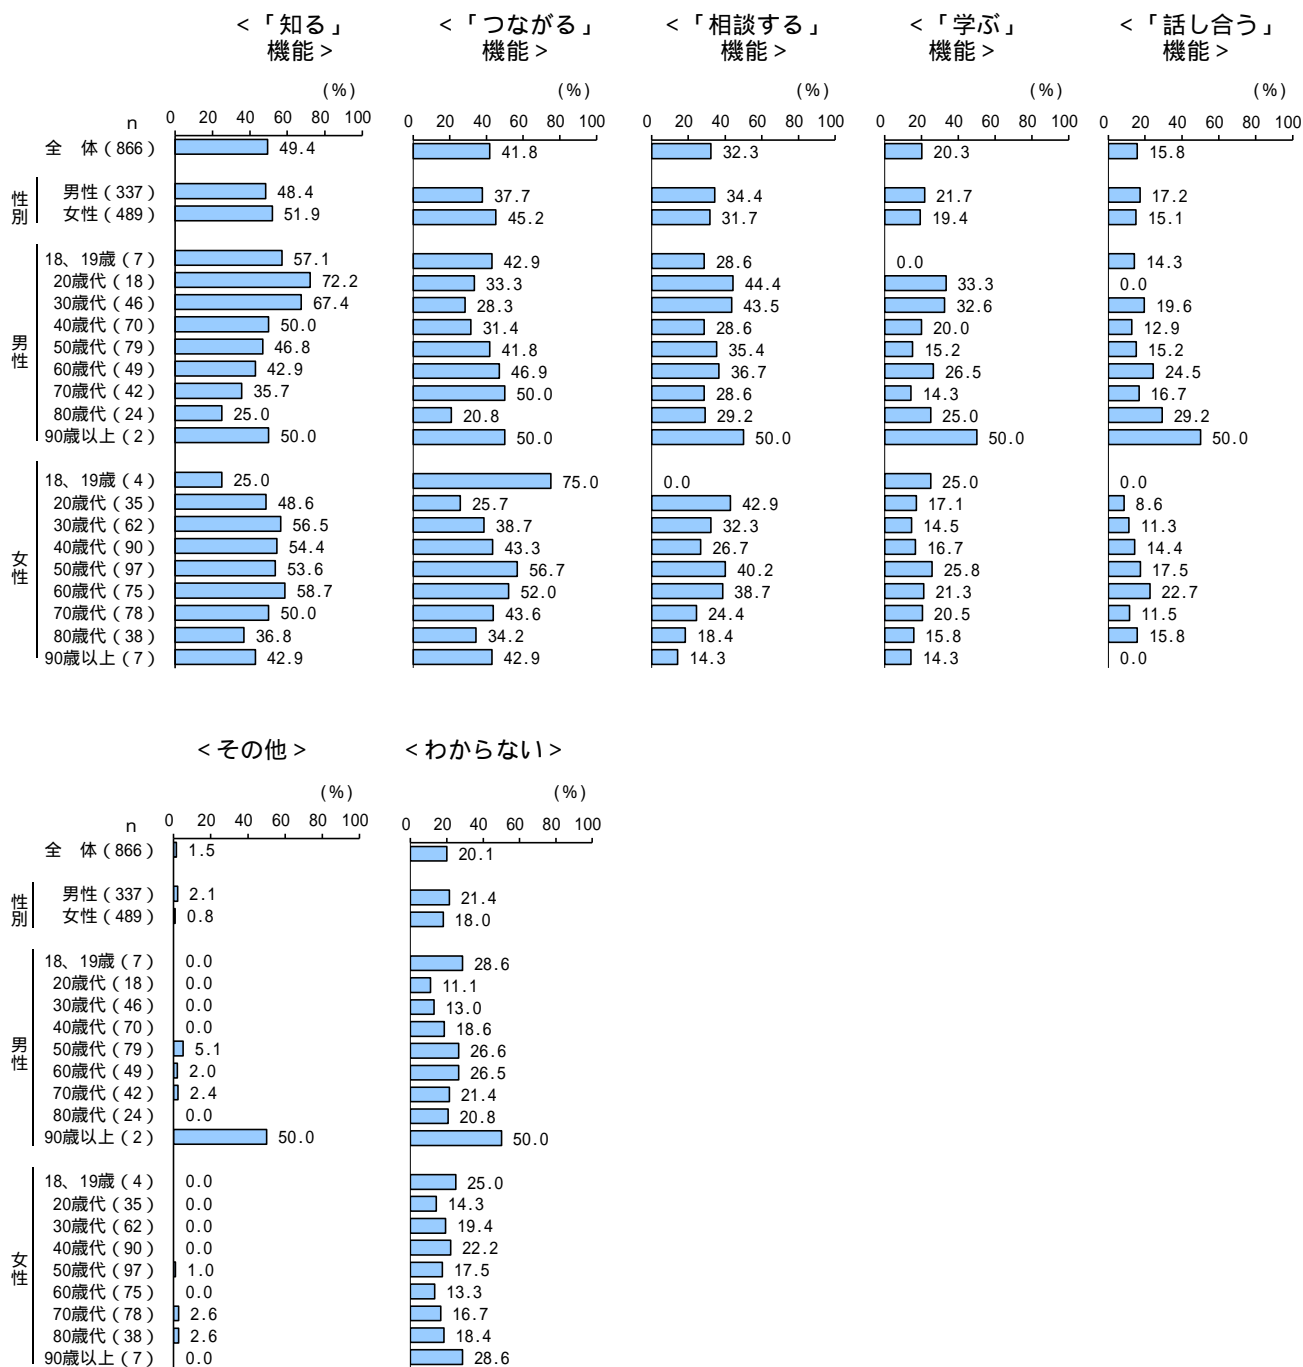 ＜「知る」
機能＞
＜「つながる」
機能＞
＜「相談する」
機能＞
＜「学ぶ」
機能＞
＜「話し合う」
機能＞
(%) (%) (%) (%) (%)
n 0 20 40 60 80 100 0 20 40 60 80 100 0 20 40 60 80 100 0 20 40 60 80 100 0 20 40 60 80 100
全　体(866) 49.4 41.8 32.3 20.3 15.8
性別
男性(337) 48.4 37.7 34.4 21.7 17.2
女性(489) 51.9 45.2 31.7 19.4 15.1
男性
18、19歳(7) 57.1 42.9 28.6 0.0 14.3
20歳代(18) 72.2 33.3 44.4 33.3 0.0
30歳代(46) 67.4 28.3 43.5 32.6 19.6
40歳代(70) 50.0 31.4 28.6 20.0 12.9
50歳代(79) 46.8 41.8 35.4 15.2 15.2
60歳代(49) 42.9 46.9 36.7 26.5 24.5
70歳代(42) 35.7 50.0 28.6 14.3 16.7
80歳代(24) 25.0 20.8 29.2 25.0 29.2
90歳以上(2) 50.0 50.0 50.0 50.0 50.0
女性
18、19歳(4) 25.0 75.0 0.0 25.0 0.0
20歳代(35) 48.6 25.7 42.9 17.1 8.6
30歳代(62) 56.5 38.7 32.3 14.5 11.3
40歳代(90) 54.4 43.3 26.7 16.7 14.4
50歳代(97) 53.6 56.7 40.2 25.8 17.5
60歳代(75) 58.7 52.0 38.7 21.3 22.7
70歳代(78) 50.0 43.6 24.4 20.5 11.5
80歳代(38) 36.8 34.2 18.4 15.8 15.8
90歳以上(7) 42.9 42.9 14.3 14.3 0.0
＜その他＞ ＜わからない＞
(%) (%)
n 0 20 40 60 80 100 0 20 40 60 80 100
全　体(866) 1.5 20.1
性別
男性(337) 2.1 21.4
女性(489) 0.8 18.0
男性
18、19歳(7) 0.0 28.6
20歳代(18) 0.0 11.1
30歳代(46) 0.0 13.0
40歳代(70) 0.0 18.6
50歳代(79) 5.1 26.6
60歳代(49) 2.0 26.5
70歳代(42) 2.4 21.4
80歳代(24) 0.0 20.8
90歳以上(2) 50.0 50.0
女性
18、19歳(4) 0.0 25.0
20歳代(35) 0.0 14.3
30歳代(62) 0.0 19.4
40歳代(90) 0.0 22.2
50歳代(97) 1.0 17.5
60歳代(75) 0.0 13.3
70歳代(78) 2.6 16.7
80歳代(38) 2.6 18.4
90歳以上(7) 0.0 28.6